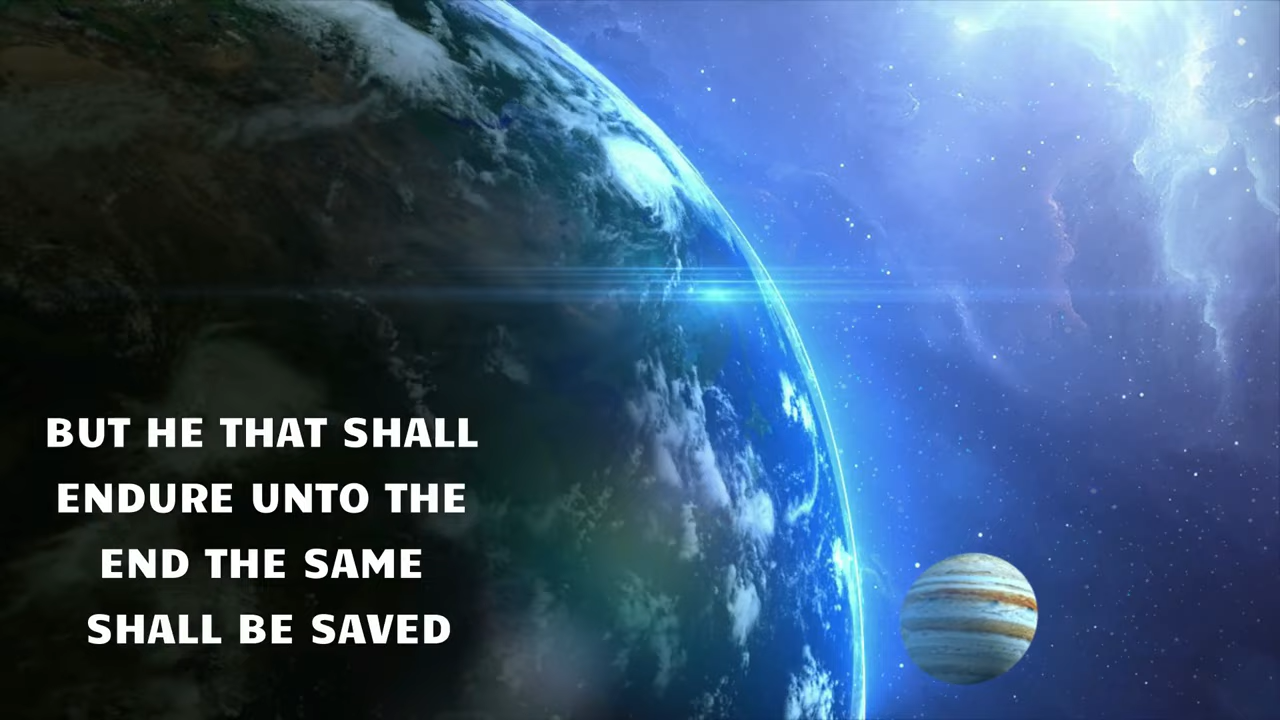 BUT HE THAT SHALL
ENDURE UNTO THE
END THE SAME
SHALL BE SAVED